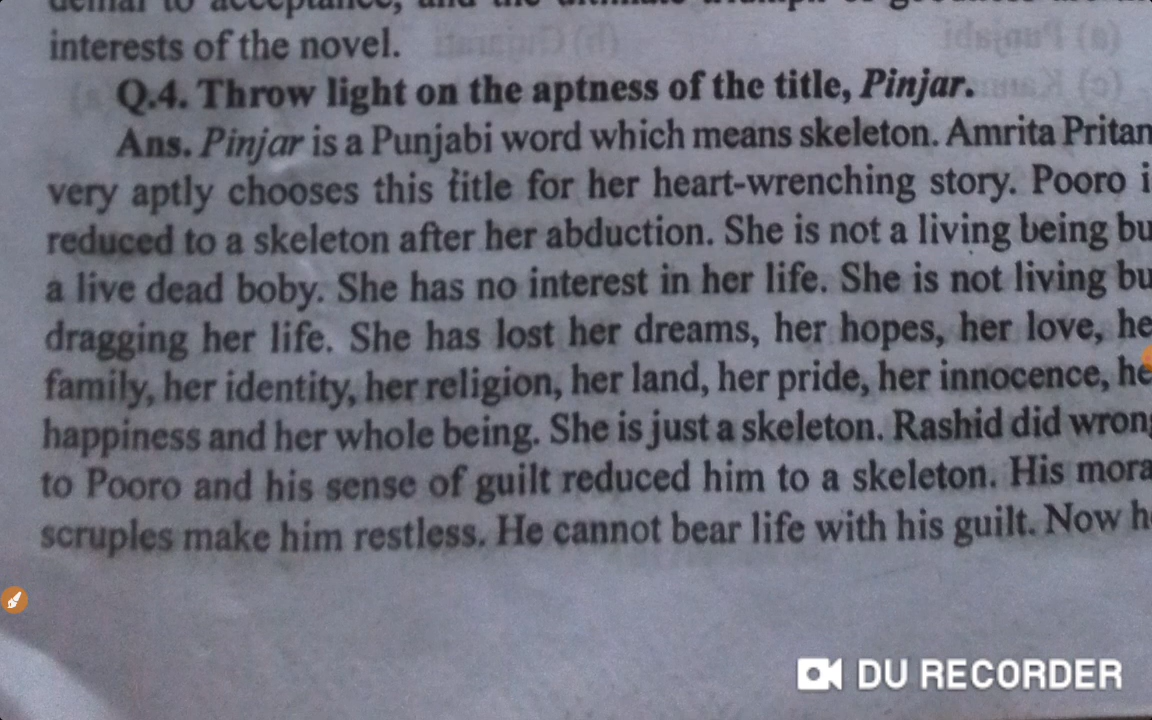 interests of the novel.
Q.4. Throw light on the aptness of the title, Pinjar.
Ans. Pinjar is a Punjabi word which means skeleton. Amrita Pritan
very aptly chooses this title for her heart-wrenching story. Pooro i
reduced to a skeleton after her abduction. She is not a living being bu
a live dead boby. She has no interest in her life. She is not living bu
dragging her life. She has lost her dreams, her hopes, her love, he
family, her identity, her religion, her land, her pride, her innocence, he
happiness and her whole being. She is just a skeleton. Rashid did wrong
to Pooro and his sense of guilt reduced him to a skeleton. His mora
scruples make him restless. He cannot bear life with his guilt. Now h
DU RECORDER